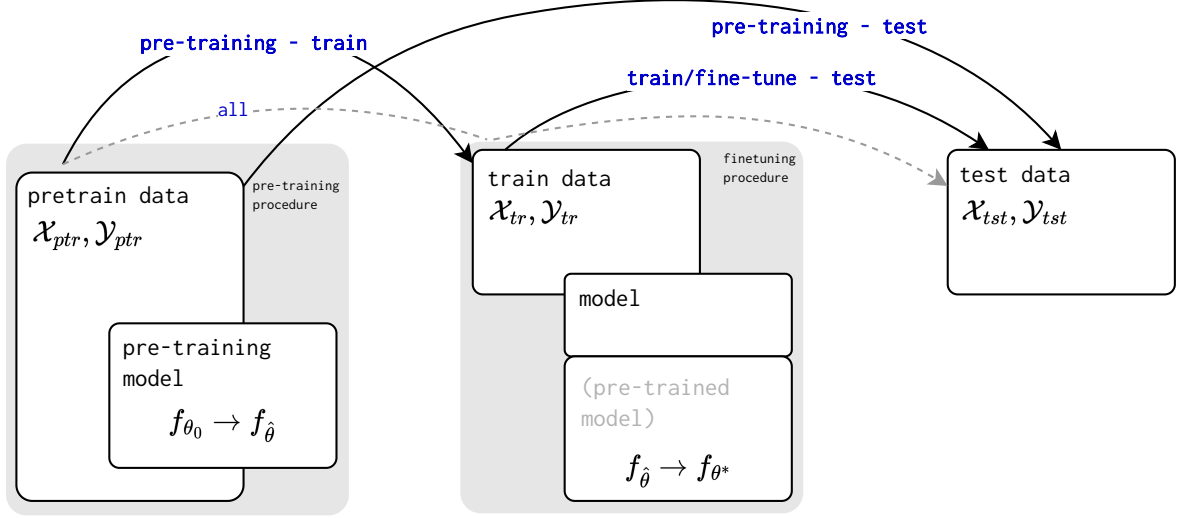 pre-training - test
pre-training - train
train/fine-tune - test
all
pretrain data
𝒳_ptr, 𝒴_ptr
pre-training
procedure
pre-training
model
f_θ₀ → f_θ̂
train data
𝒳_tr, 𝒴_tr
finetuning
procedure
model
(pre-trained
model)
f_θ̂ → f_θ*
test data
𝒳_tst, 𝒴_tst